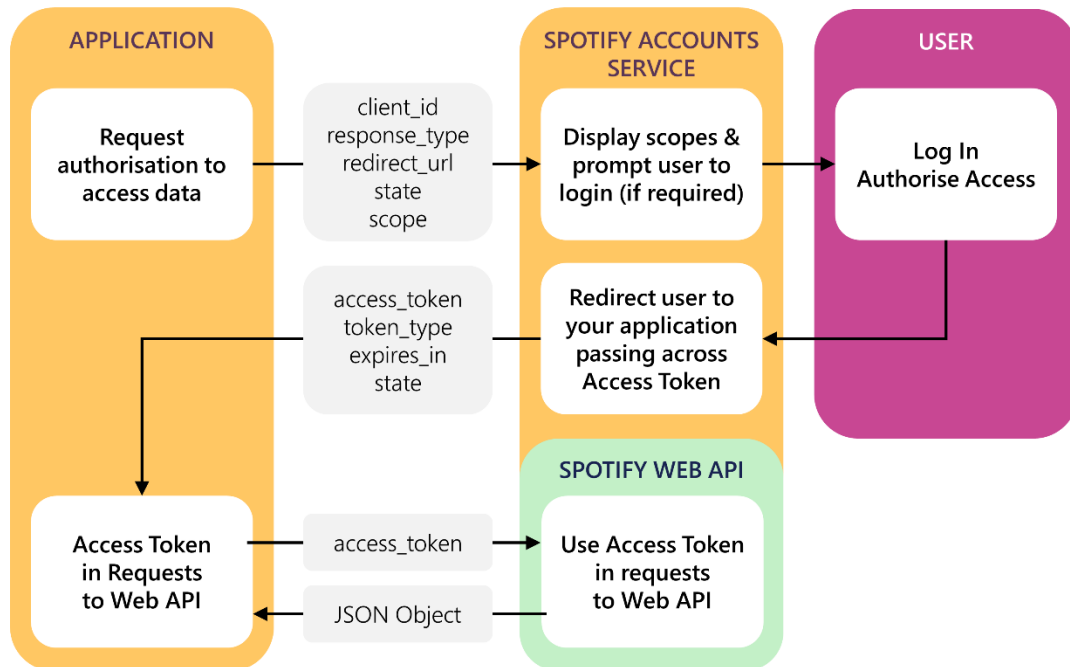 APPLICATION
SPOTIFY ACCOUNTS
SERVICE
USER
Request
authorisation to
access data
client_id
response_type
redirect_url
state
scope
Display scopes &
prompt user to
login (if required)
Log In
Authorise Access
access_token
token_type
expires_in
state
Redirect user to
your application
passing across
Access Token
SPOTIFY WEB API
Access Token
in Requests
to Web API
access_token
JSON Object
Use Access Token
in requests
to Web API